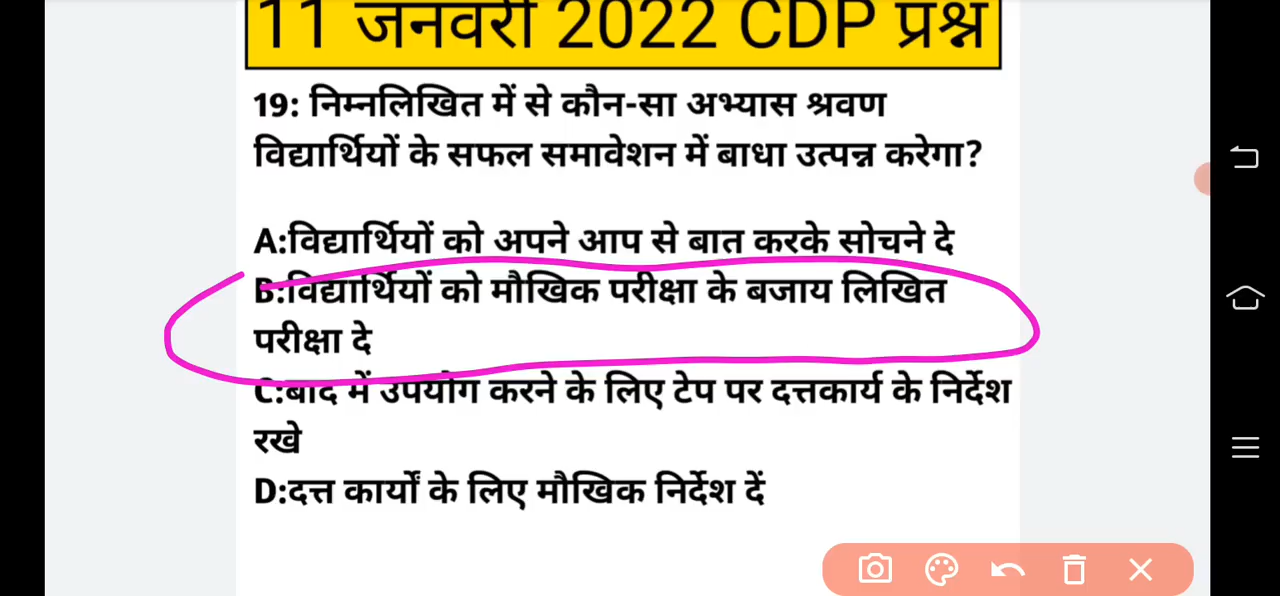 11 जनवरी 2022 CDP प्रश्न
19: निम्नलिखित में से कौन-सा अभ्यास श्रवण
विद्यार्थियों के सफल समावेशन में बाधा उत्पन्न करेगा?
A:विद्यार्थियों को अपने आप से बात करके सोचने दे
B:विद्यार्थियों को मौखिक परीक्षा के बजाय लिखित
परीक्षा दे
C:बाद में उपयोग करने के लिए टेप पर दत्तकार्य के निर्देश
रखे
D:दत्त कार्यों के लिए मौखिक निर्देश दें